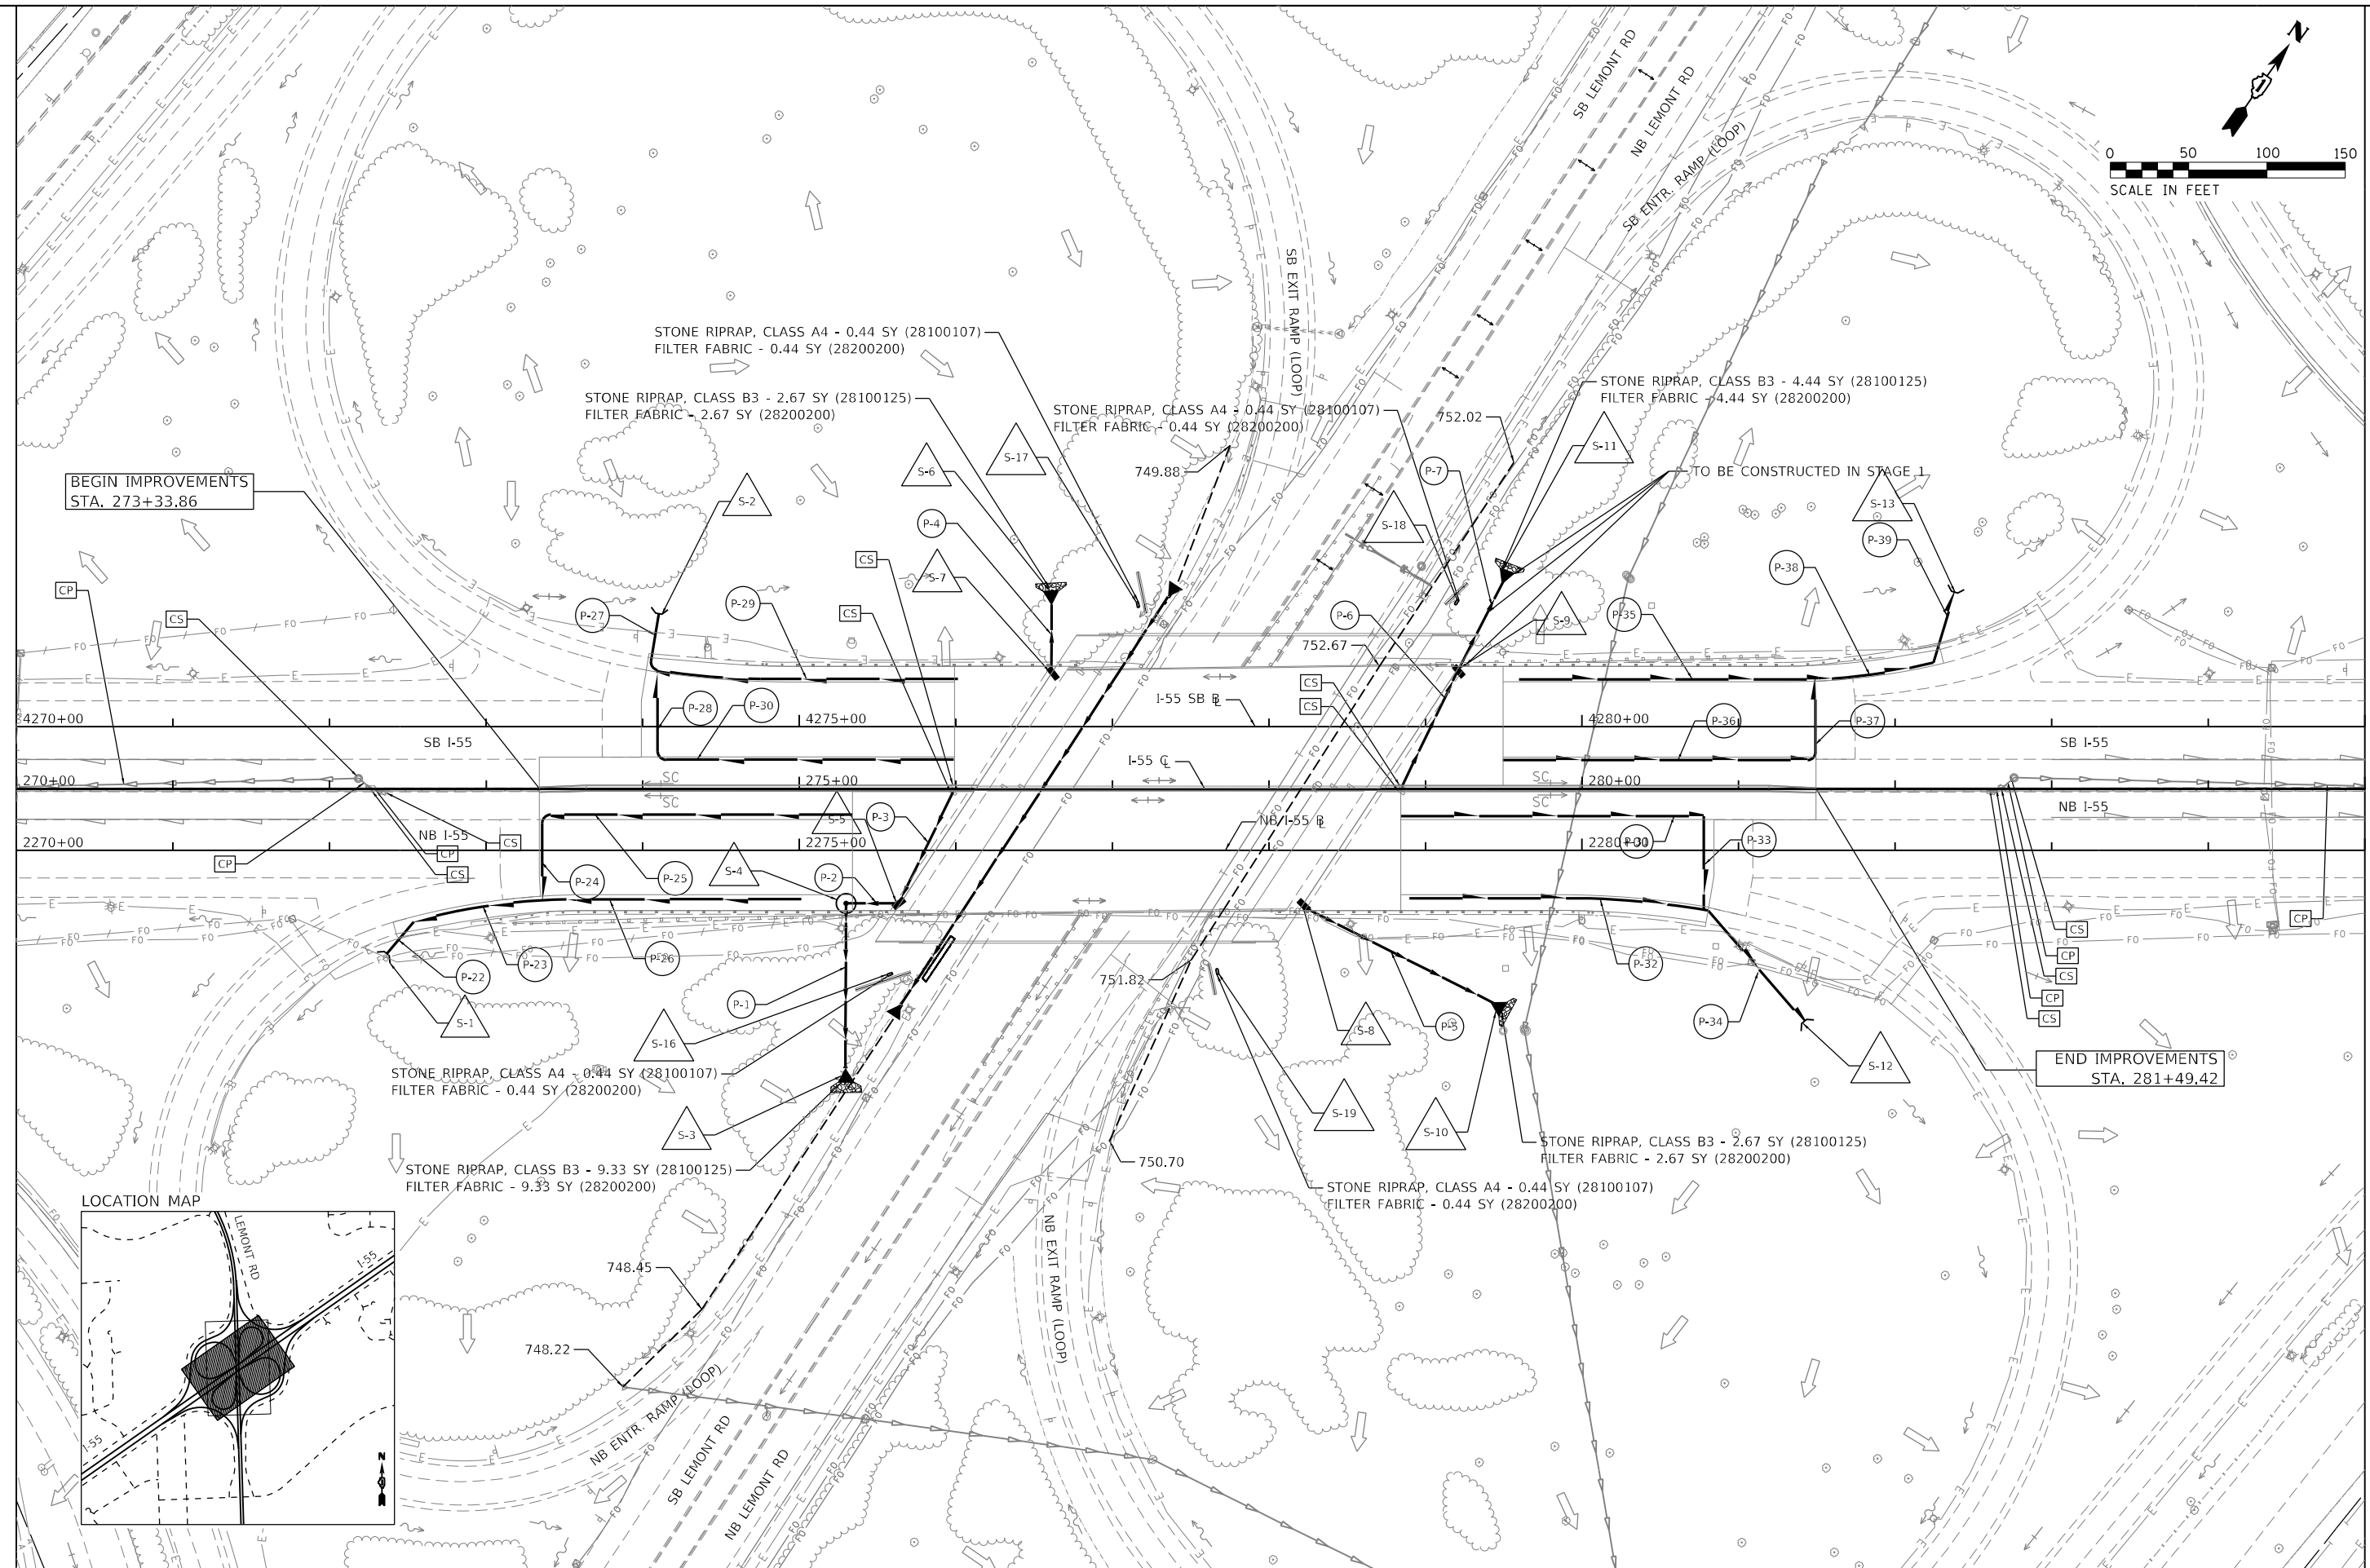 N
0 50 100 150
SCALE IN FEET
SB LEMONT RD
NB LEMONT RD
SB ENTR. RAMP (LOOP)
SB EXIT RAMP (LOOP)
STONE RIPRAP, CLASS A4 - 0.44 SY (28100107)
FILTER FABRIC - 0.44 SY (28200200)
STONE RIPRAP, CLASS B3 - 2.67 SY (28100125)
FILTER FABRIC - 2.67 SY (28200200)
STONE RIPRAP, CLASS A4 - 0.44 SY (28100107)
FILTER FABRIC - 0.44 SY (28200200)
STONE RIPRAP, CLASS B3 - 4.44 SY (28100125)
FILTER FABRIC - 4.44 SY (28200200)
752.02
749.88
S-11
S-17
S-6
P-7
TO BE CONSTRUCTED IN STAGE 1
BEGIN IMPROVEMENTS
STA. 273+33.86
S-2
S-13
P-4
S-18
P-39
CS
S-7
P-38
CP
P-29
P-27
CS
CS
P-6
S-9
P-35
752.67
CS
CS
I-55 SB BL
P-28
P-30
4270+00
4275+00
4280+00
P-36
P-37
SB I-55
SB I-55
I-55 CL
270+00
SC
275+00
SC
280+00
SC
SC
S-5
P-3
NB I-55 BL
NB I-55
NB I-55
CS
2270+00
2275+00
2280+00
P-31
P-33
CP
CP
CS
P-24
P-25
S-4
P-2
CP
CS
CP
CS
CP
CS
P-22
P-23
P-26
P-32
751.82
P-1
S-1
S-16
S-8
P-5
P-34
STONE RIPRAP, CLASS A4 - 0.44 SY (28100107)
FILTER FABRIC - 0.44 SY (28200200)
S-12
END IMPROVEMENTS
STA. 281+49.42
S-3
S-19
S-10
STONE RIPRAP, CLASS B3 - 2.67 SY (28100125)
FILTER FABRIC - 2.67 SY (28200200)
STONE RIPRAP, CLASS B3 - 9.33 SY (28100125)
FILTER FABRIC - 9.33 SY (28200200)
750.70
STONE RIPRAP, CLASS A4 - 0.44 SY (28100107)
FILTER FABRIC - 0.44 SY (28200200)
LOCATION MAP
LEMONT RD
I-55
I-55
N
748.45
748.22
NB EXIT RAMP (LOOP)
NB ENTR. RAMP (LOOP)
SB LEMONT RD
NB LEMONT RD